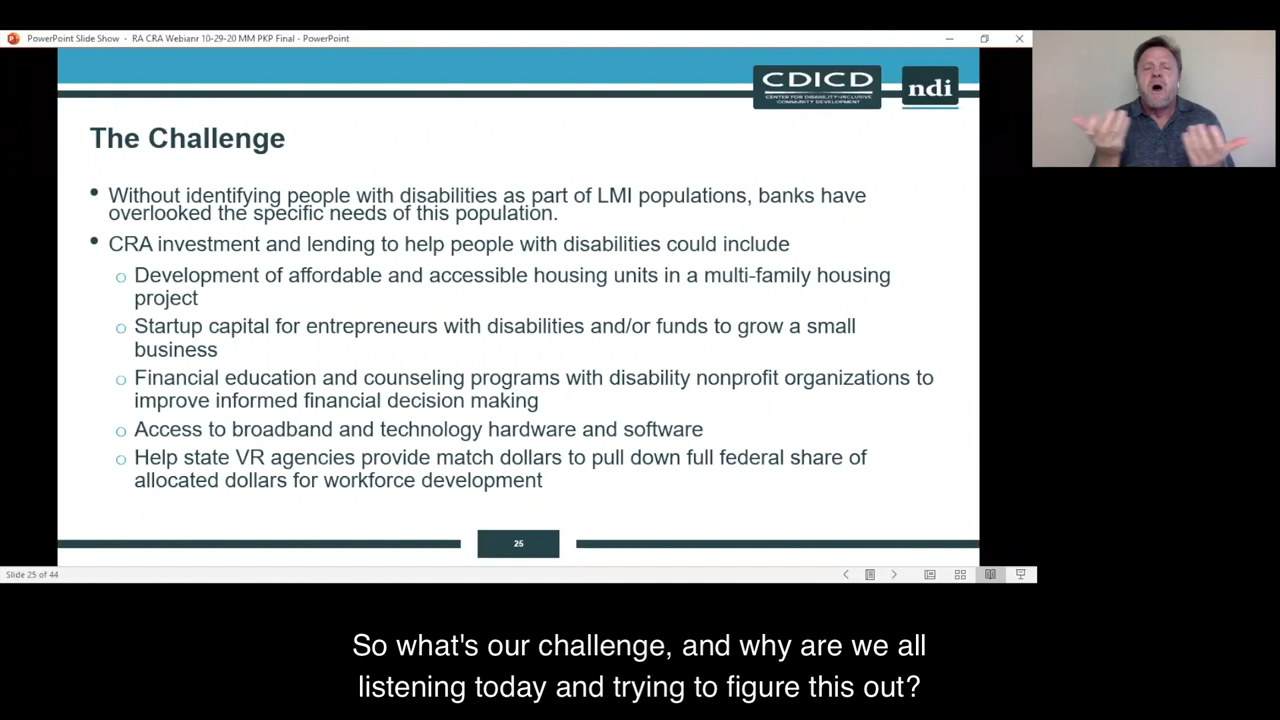 PowerPoint Slide Show - RA CRA Webianr 10-29-20 MM PKP Final - PowerPoint
CDICD
CENTER FOR DISABILITY-INCLUSIVE
COMMUNITY DEVELOPMENT
ndi
The Challenge
• Without identifying people with disabilities as part of LMI populations, banks have
overlooked the specific needs of this population.
• CRA investment and lending to help people with disabilities could include
o Development of affordable and accessible housing units in a multi-family housing
project
o Startup capital for entrepreneurs with disabilities and/or funds to grow a small
business
o Financial education and counseling programs with disability nonprofit organizations to
improve informed financial decision making
o Access to broadband and technology hardware and software
o Help state VR agencies provide match dollars to pull down full federal share of
allocated dollars for workforce development
25
Slide 25 of 44
So what's our challenge, and why are we all
listening today and trying to figure this out?